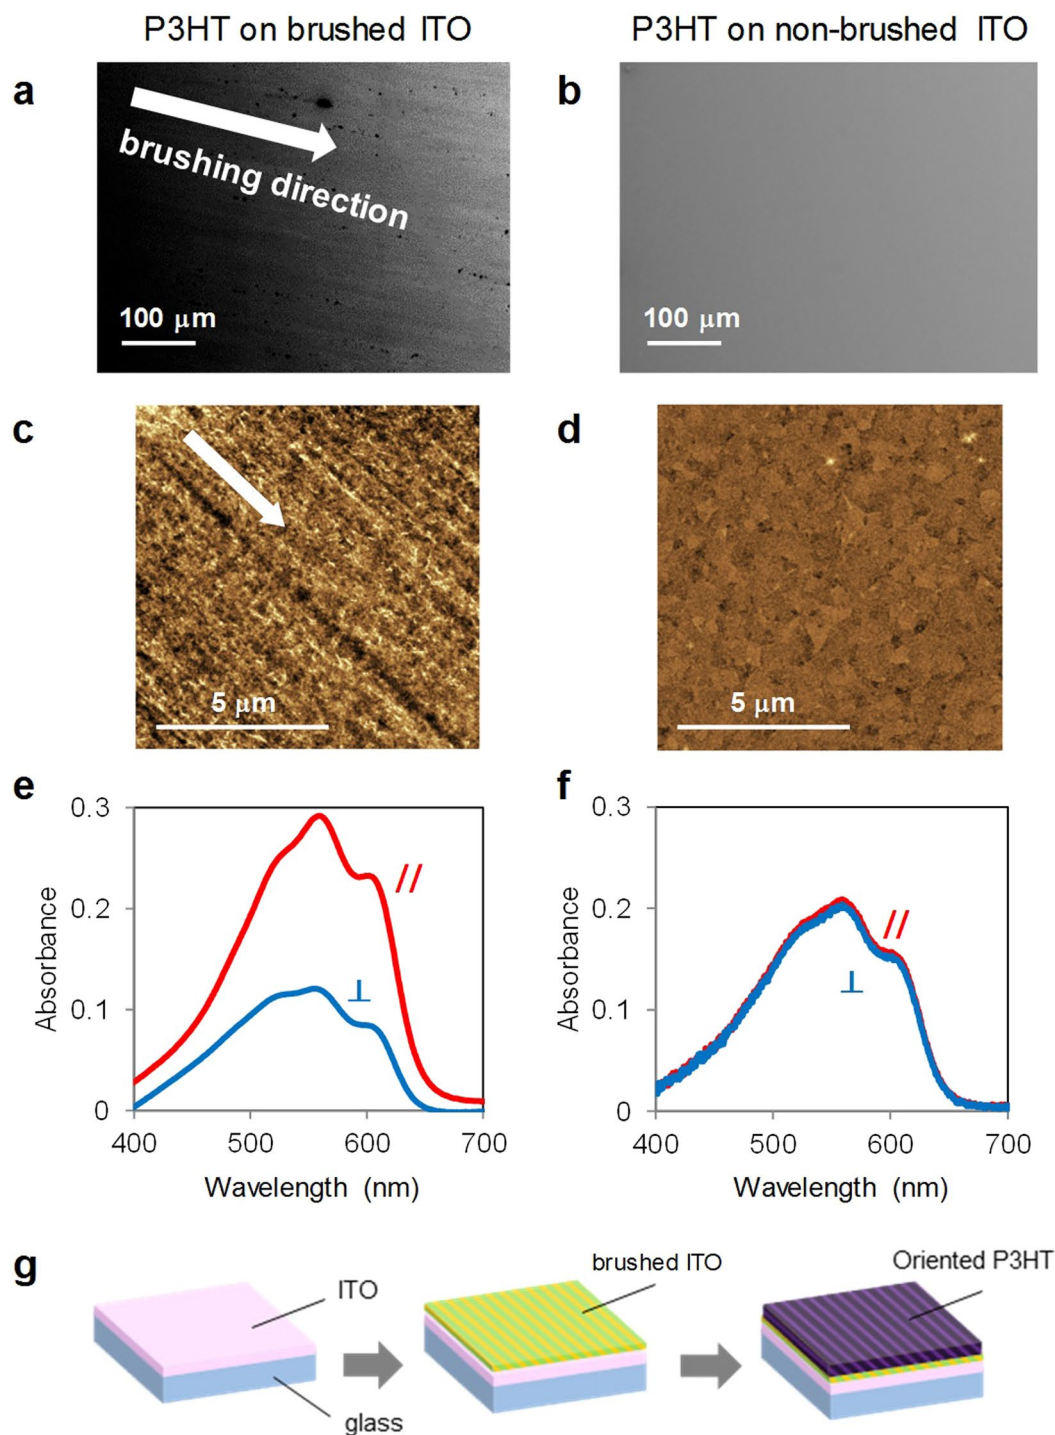 P3HT on brushed ITO
P3HT on non-brushed ITO
a
b
brushing direction
100 μm
100 μm
c
d
5 μm
5 μm
e
f
0.3
0.2
0.1
0
Absorbance
//
⊥
400
500
600
700
Wavelength (nm)
0.3
0.2
0.1
0
Absorbance
//
⊥
400
500
600
700
Wavelength (nm)
g
ITO
glass
brushed ITO
Oriented P3HT